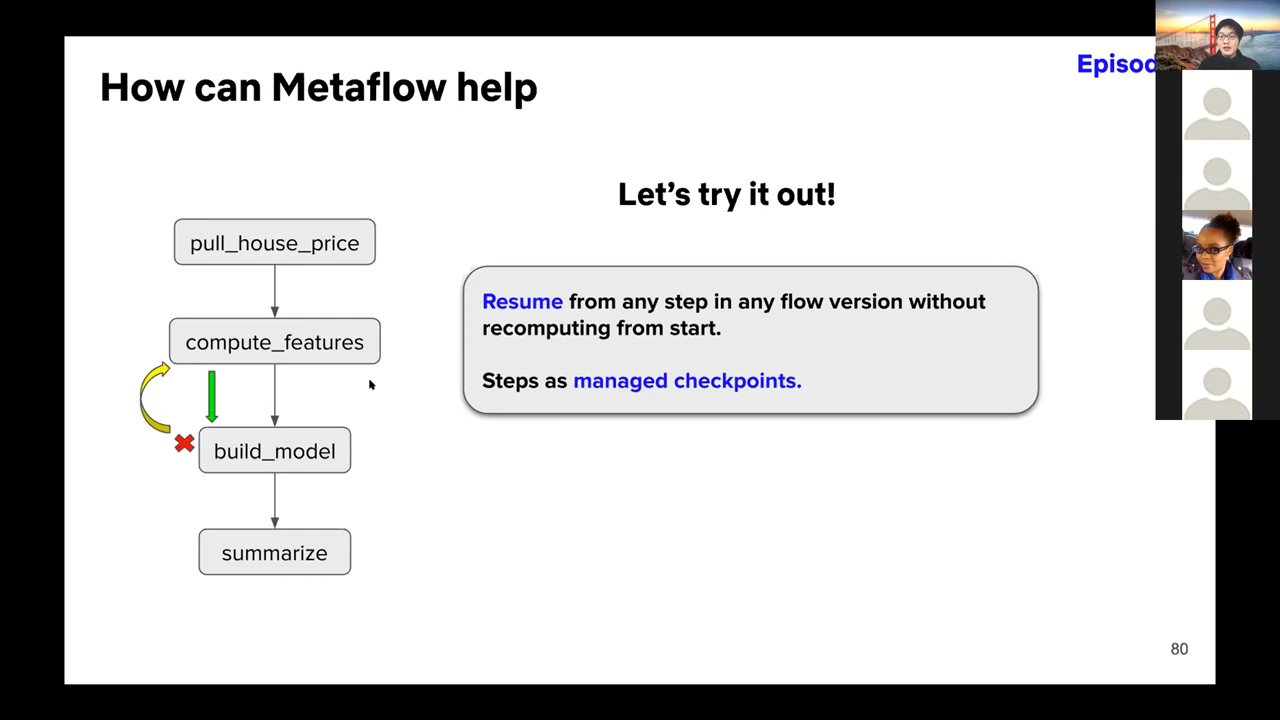 How can Metaflow help
Let's try it out!
pull_house_price
compute_features
build_model
summarize
Resume from any step in any flow version without
recomputing from start.
Steps as managed checkpoints.
80